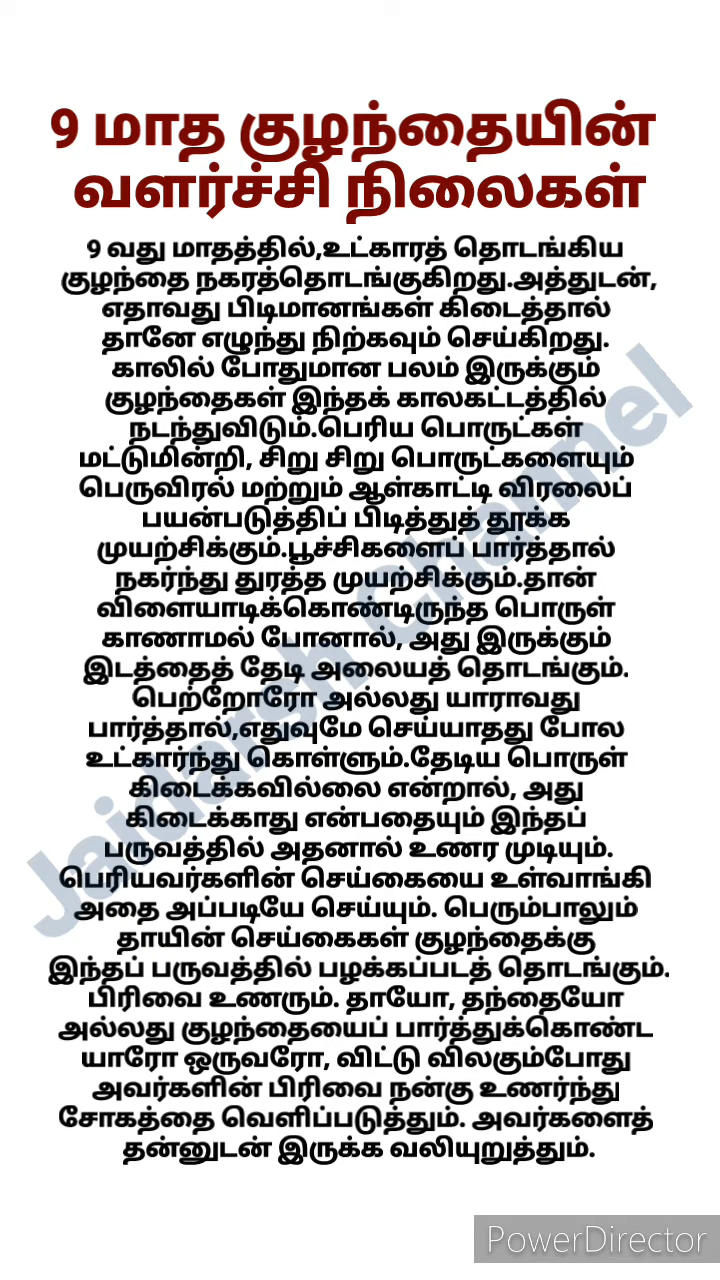 9 மாத குழந்தையின்
வளர்ச்சி நிலைகள்
9 வது மாதத்தில்,உட்காரத் தொடங்கிய
குழந்தை நகரத்தொடங்குகிறது.அத்துடன்,
எதாவது பிடிமானங்கள் கிடைத்தால்
தானே எழுந்து நிற்கவும் செய்கிறது.
காலில் போதுமான பலம் இருக்கும்
குழந்தைகள் இந்தக் காலகட்டத்தில்
நடந்துவிடும்.பெரிய பொருட்கள்
மட்டுமின்றி, சிறு சிறு பொருட்களையும்
பெருவிரல் மற்றும் ஆள்காட்டி விரலைப்
பயன்படுத்திப் பிடித்துத் தூக்க
முயற்சிக்கும்.பூச்சிகளைப் பார்த்தால்
நகர்ந்து துரத்த முயற்சிக்கும்.தான்
விளையாடிக்கொண்டிருந்த பொருள்
காணாமல் போனால், அது இருக்கும்
இடத்தைத் தேடி அலையத் தொடங்கும்.
பெற்றோரோ அல்லது யாராவது
பார்த்தால்,எதுவுமே செய்யாதது போல
உட்கார்ந்து கொள்ளும்.தேடிய பொருள்
கிடைக்கவில்லை என்றால், அது
கிடைக்காது என்பதையும் இந்தப்
பருவத்தில் அதனால் உணர முடியும்.
பெரியவர்களின் செய்கையை உள்வாங்கி
அதை அப்படியே செய்யும். பெரும்பாலும்
தாயின் செய்கைகள் குழந்தைக்கு
இந்தப் பருவத்தில் பழக்கப்படத் தொடங்கும்.
பிரிவை உணரும். தாயோ, தந்தையோ
அல்லது குழந்தையைப் பார்த்துக்கொண்ட
யாரோ ஒருவரோ, விட்டு விலகும்போது
அவர்களின் பிரிவை நன்கு உணர்ந்து
சோகத்தை வெளிப்படுத்தும். அவர்களைத்
தன்னுடன் இருக்க வலியுறுத்தும்.
Jaidarsh Channel
PowerDirector